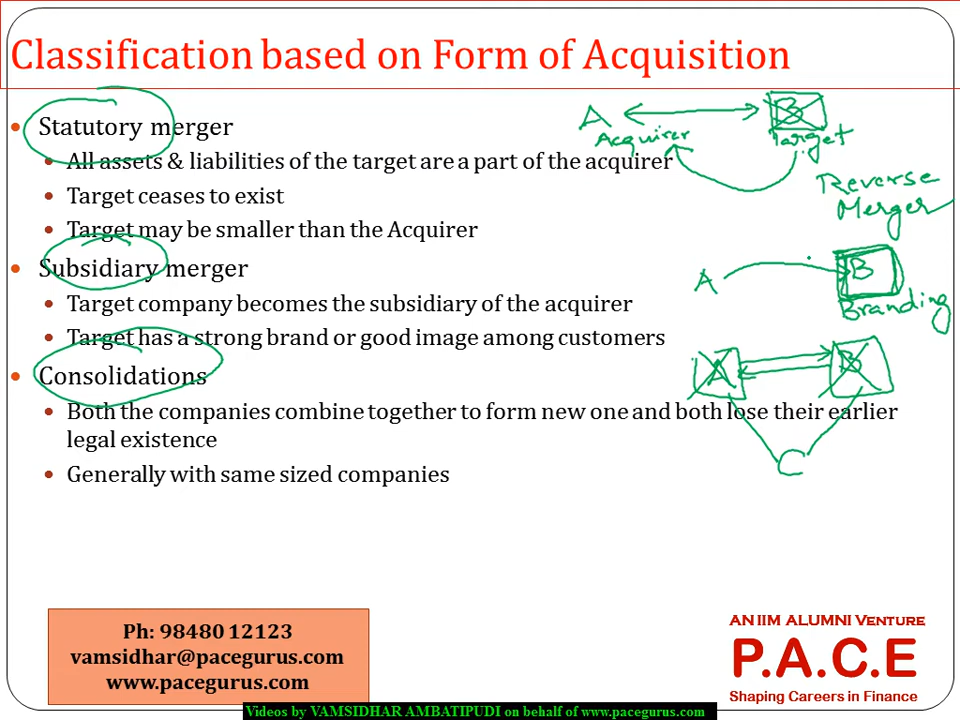 Classification based on Form of Acquisition
• Statutory merger
• All assets & liabilities of the target are a part of the acquirer
• Target ceases to exist
• Target may be smaller than the Acquirer
• Subsidiary merger
• Target company becomes the subsidiary of the acquirer
• Target has a strong brand or good image among customers
• Consolidations
• Both the companies combine together to form new one and both lose their earlier
legal existence
• Generally with same sized companies
A B
Acquirer Target
Reverse
Merger
A B
Branding
A B
C
Ph: 98480 12123
vamsidhar@pacegurus.com
www.pacegurus.com
AN IIM ALUMNI VENTURE
P.A.C.E
Shaping Careers in Finance
Videos by VAMSIDHAR AMBATIPUDI on behalf of www.pacegurus.com